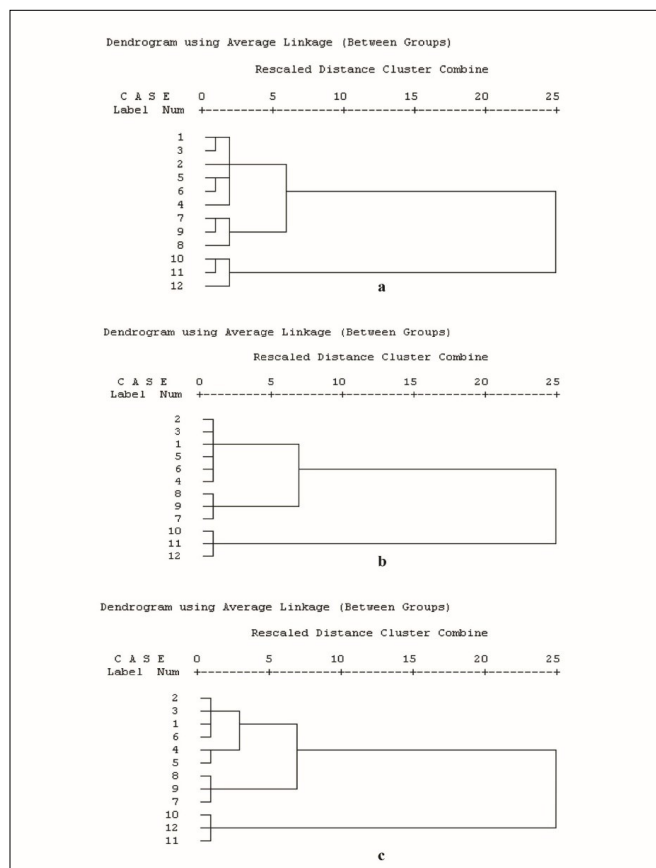 Dendrogram using Average Linkage (Between Groups)
Rescaled Distance Cluster Combine
C A S E 0 5 10 15 20 25
Label Num +---------+---------+---------+---------+---------+
1
3
2
5
6
4
7
9
8
10
11
12
a
Dendrogram using Average Linkage (Between Groups)
Rescaled Distance Cluster Combine
C A S E 0 5 10 15 20 25
Label Num +---------+---------+---------+---------+---------+
2
3
1
5
6
4
8
9
7
10
11
12
b
Dendrogram using Average Linkage (Between Groups)
Rescaled Distance Cluster Combine
C A S E 0 5 10 15 20 25
Label Num +---------+---------+---------+---------+---------+
2
3
1
6
4
5
8
9
7
10
12
11
c